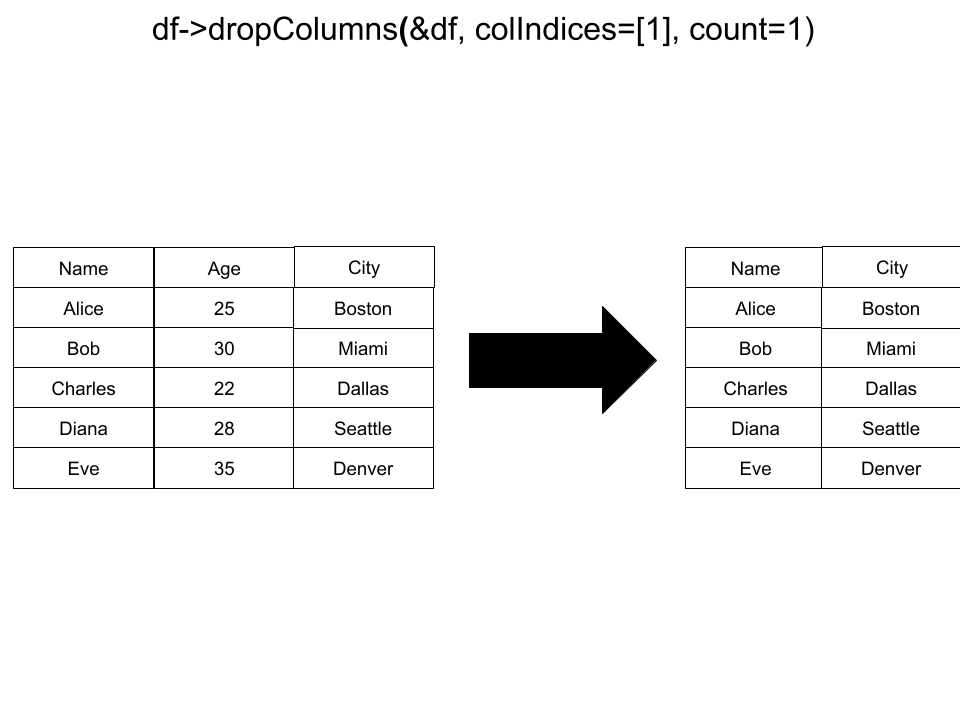 df->dropColumns(&df, colIndices=[1], count=1)
Name Age City
Alice 25 Boston
Bob 30 Miami
Charles 22 Dallas
Diana 28 Seattle
Eve 35 Denver
Name City
Alice Boston
Bob Miami
Charles Dallas
Diana Seattle
Eve Denver